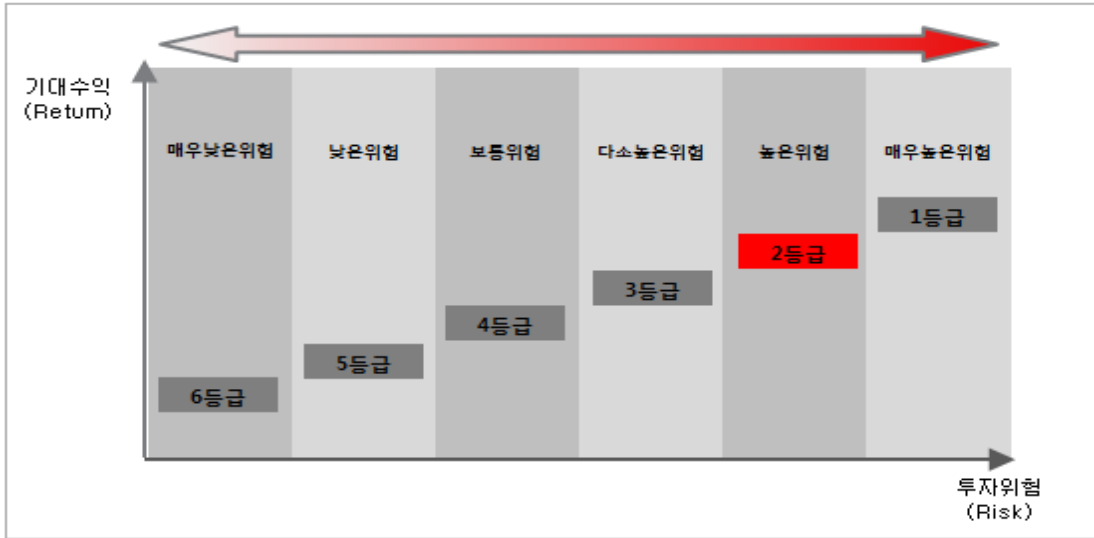 기대수익
(Return)
매우낮은위험 낮은위험 보통위험 다소높은위험 높은위험 매우높은위험
1등급
2등급
3등급
4등급
5등급
6등급
투자위험
(Risk)